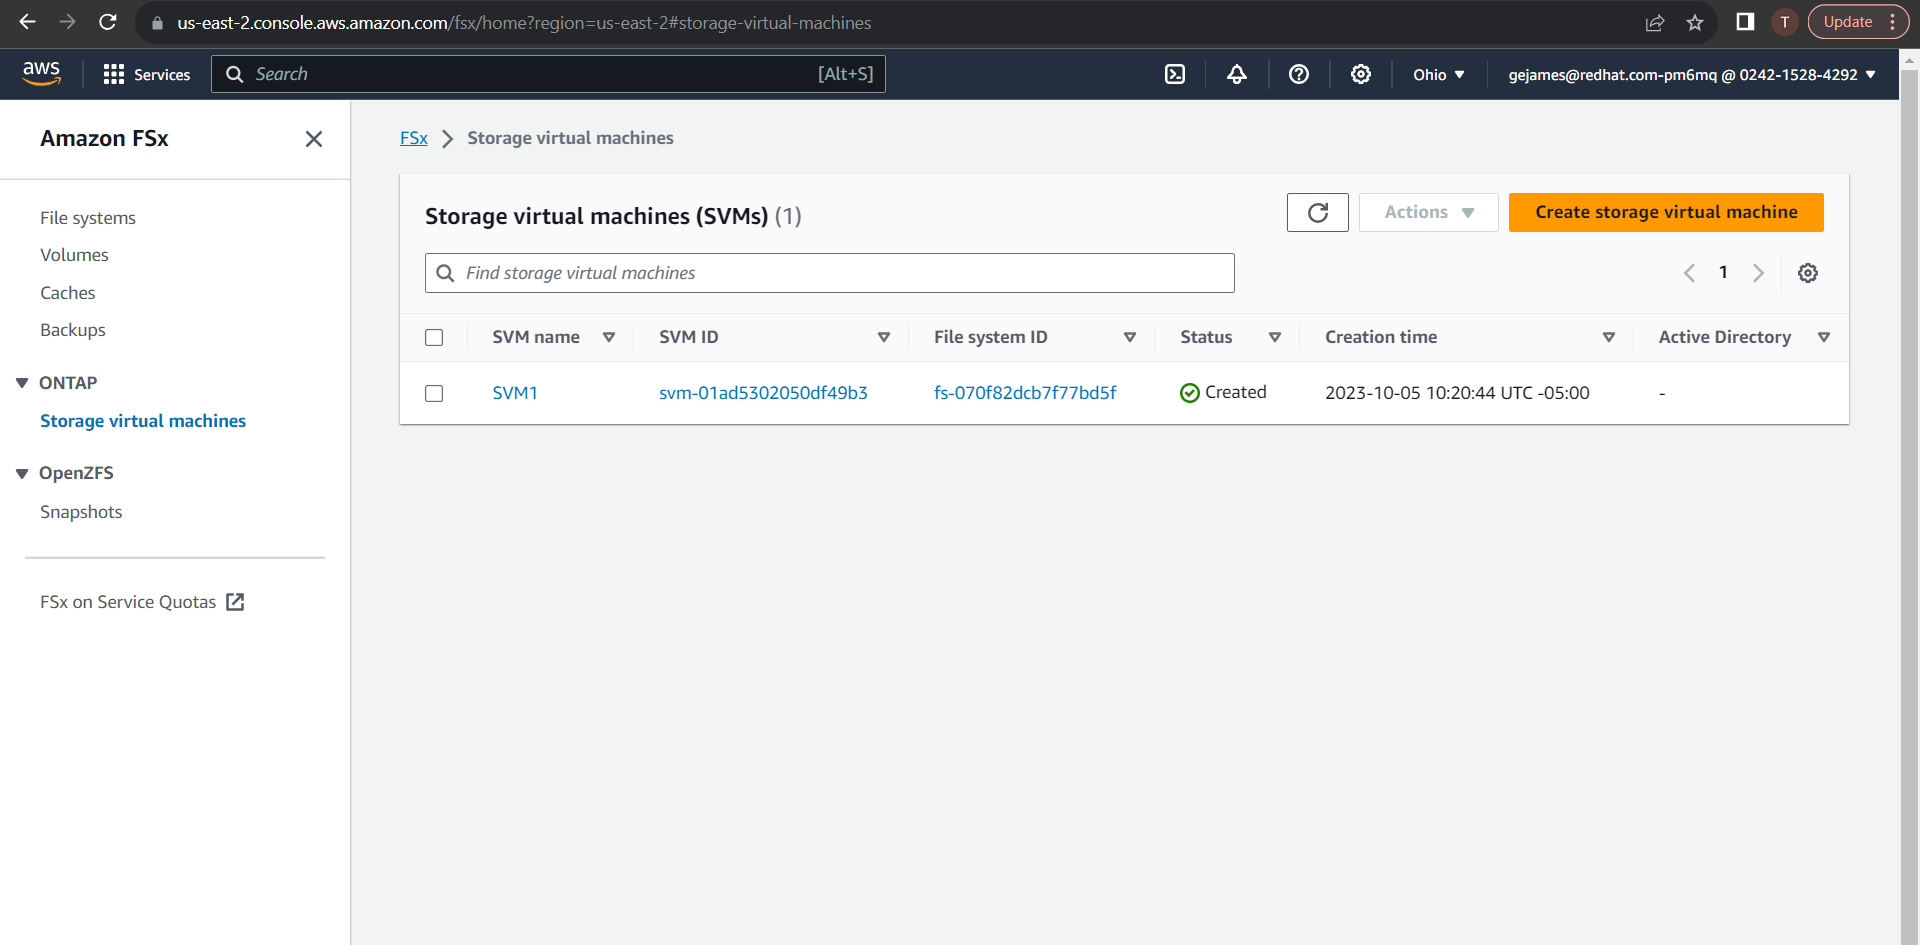 us-east-2.console.aws.amazon.com/fsx/home?region=us-east-2#storage-virtual-machines
T
Update
aws
Services
Search
[Alt+S]
Ohio
gejames@redhat.com-pm6mq @ 0242-1528-4292
Amazon FSx
File systems
Volumes
Caches
Backups
ONTAP
Storage virtual machines
OpenZFS
Snapshots
FSx on Service Quotas
FSx
Storage virtual machines
Storage virtual machines (SVMs) (1)
Actions
Create storage virtual machine
Find storage virtual machines
1
SVM name SVM ID File system ID Status Creation time Active Directory
SVM1 svm-01ad5302050df49b3 fs-070f82dcb7f77bd5f Created 2023-10-05 10:20:44 UTC -05:00 -